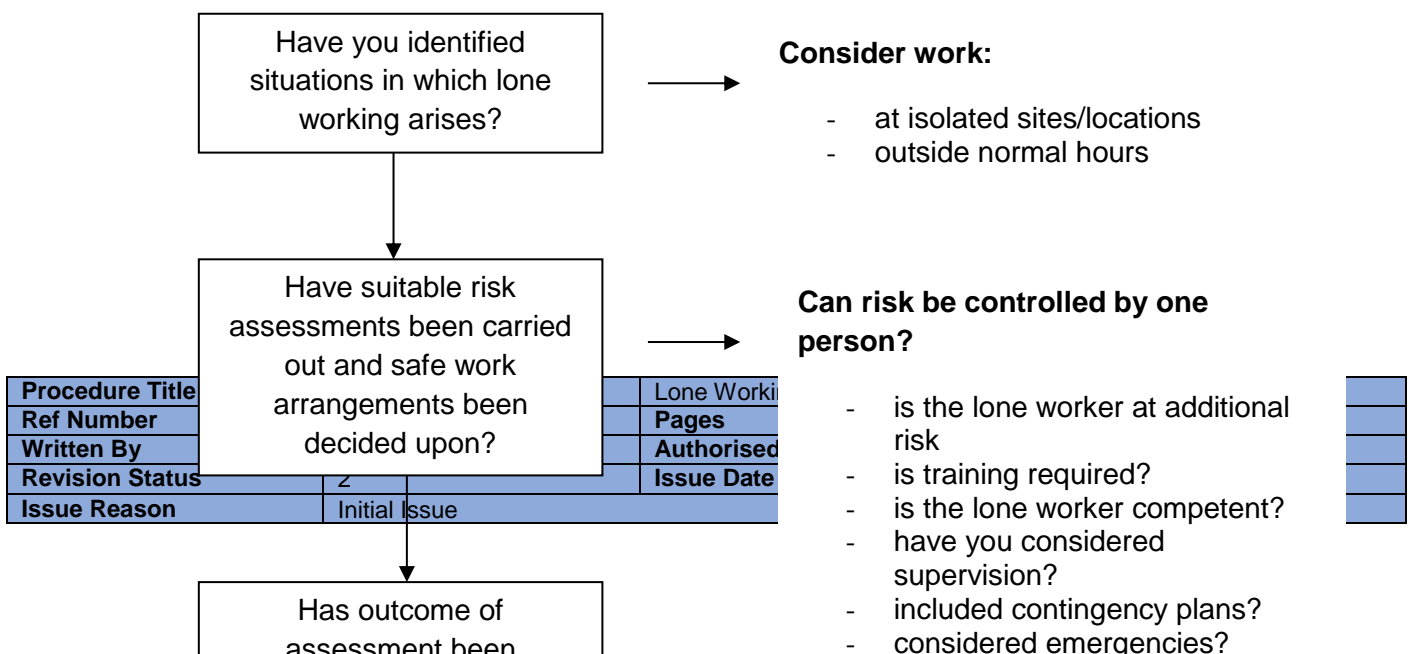 Have you identified
situations in which lone
working arises?
Consider work:
- at isolated sites/locations
- outside normal hours
Have suitable risk
assessments been carried
out and safe work
arrangements been
decided upon?
Can risk be controlled by one
person?
- is the lone worker at additional
risk
- is training required?
- is the lone worker competent?
- have you considered
supervision?
- included contingency plans?
- considered emergencies?
Procedure Title Lone
Ref Number Pages
Written By Authorised
Revision Status 2 Issue Date
Issue Reason Initial Issue
Has outcome of
assessment been